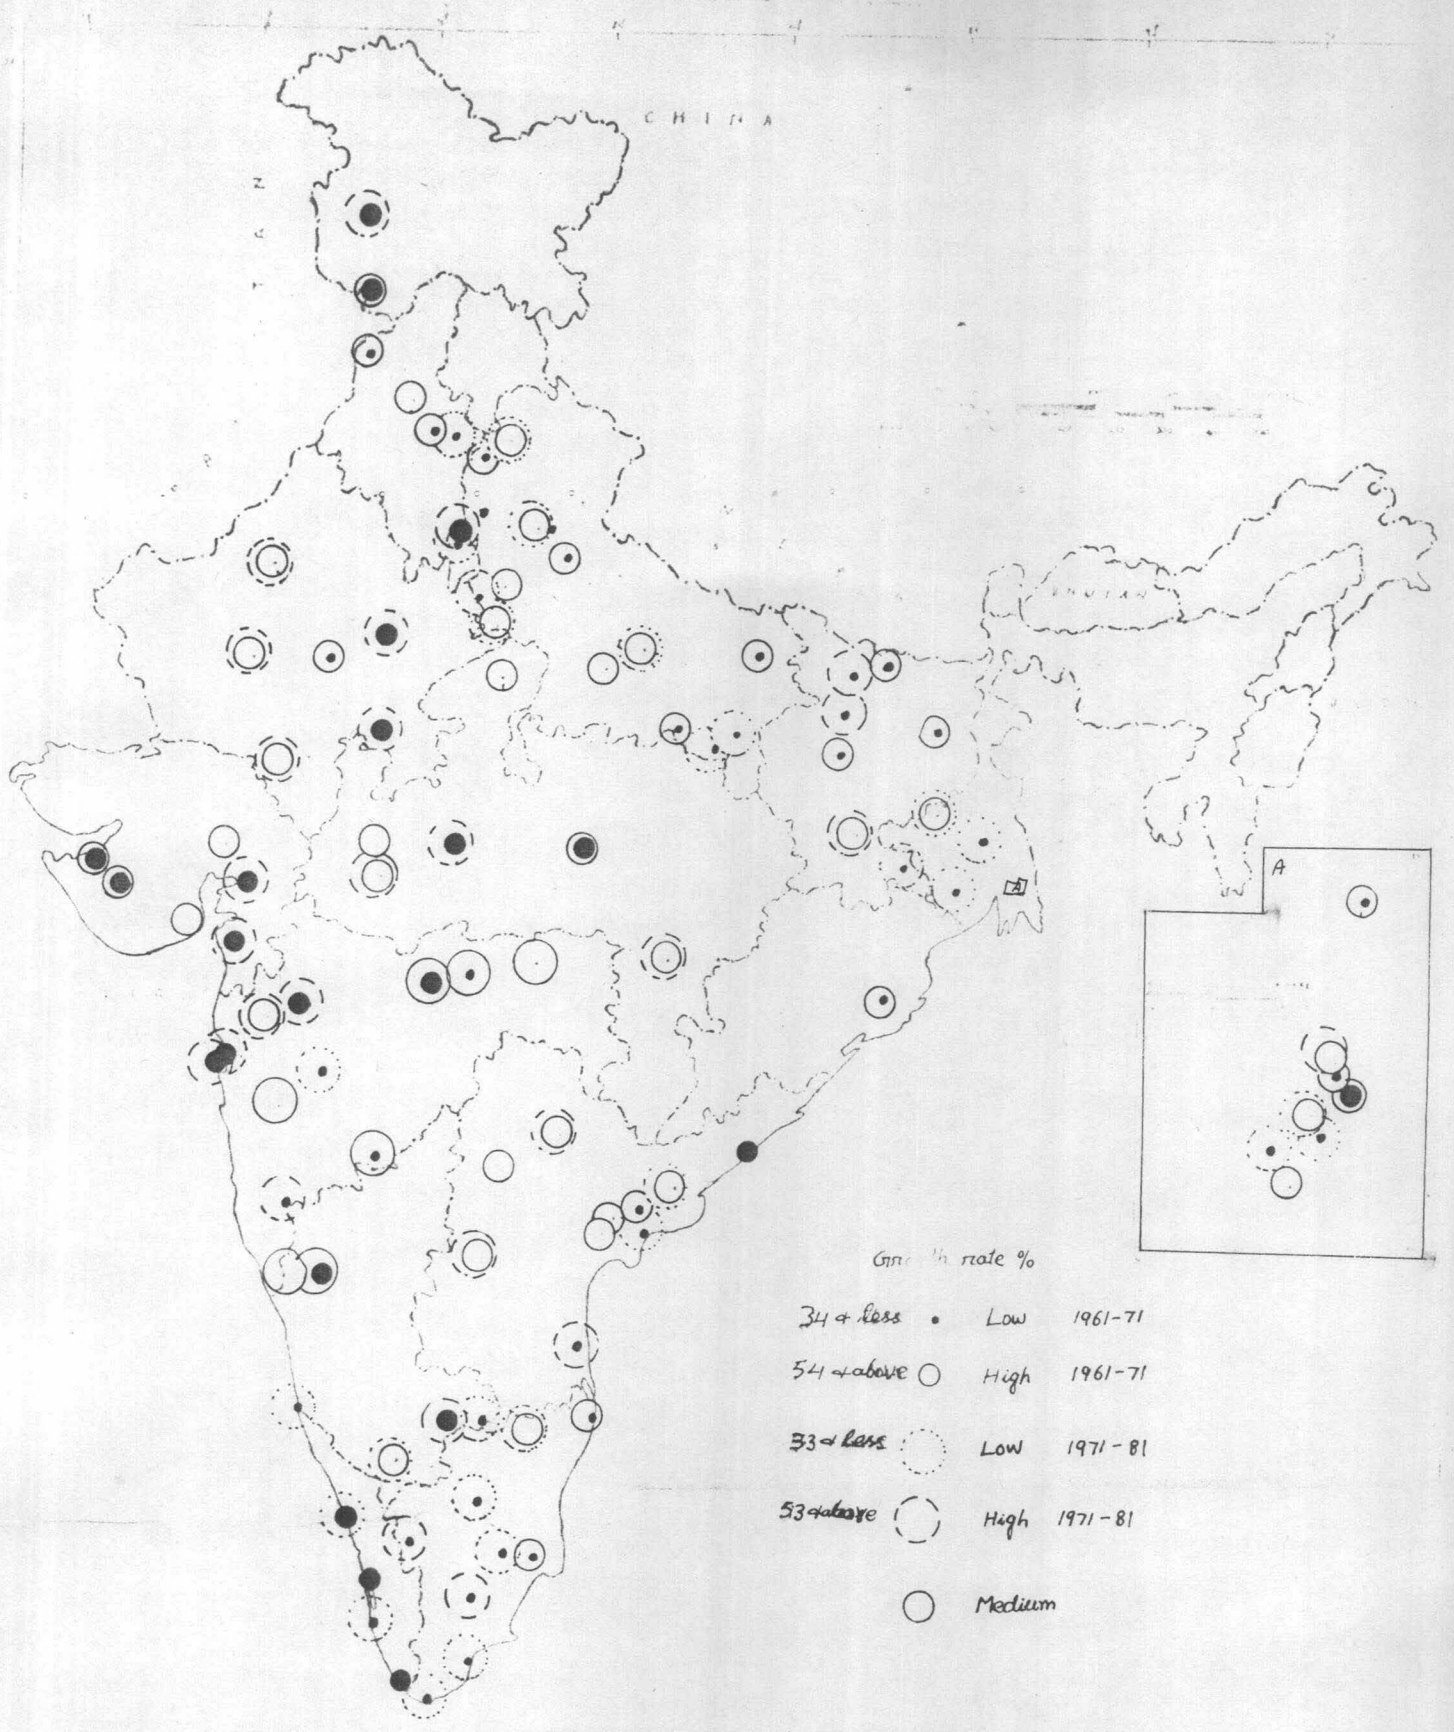 CHINA
BHUTAN
A
A
rate %
34 & less Low 1961-71
54 & above High 1961-71
33 & less Low 1971-81
53 & above High 1971-81
Medium